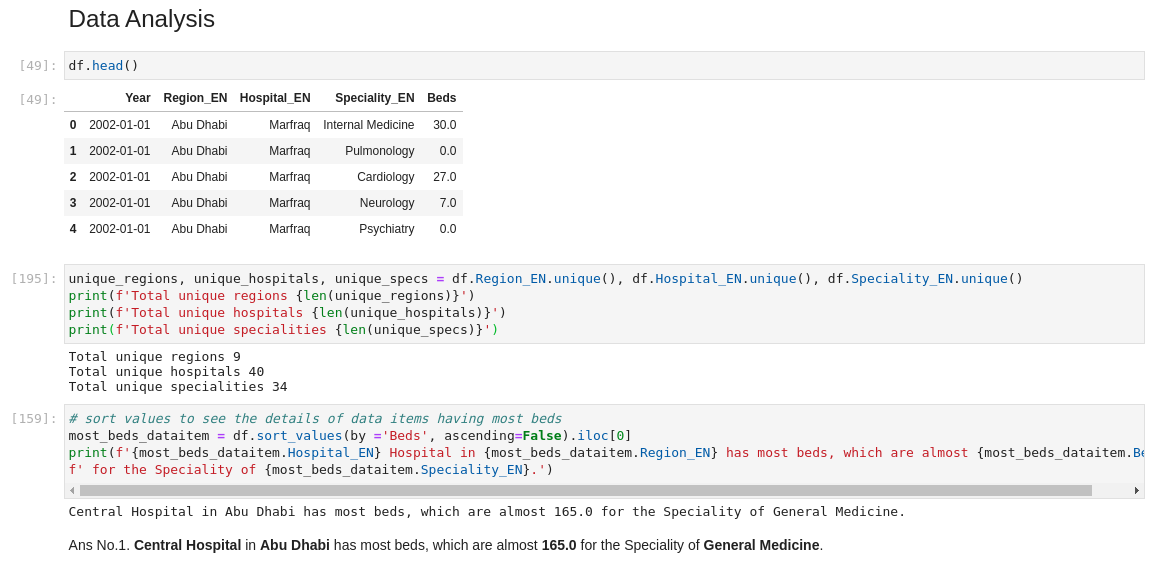 Data Analysis
[49]: df.head()
[49]: Year Region_EN Hospital_EN Speciality_EN Beds
0 2002-01-01 Abu Dhabi Marfraq Internal Medicine 30.0
1 2002-01-01 Abu Dhabi Marfraq Pulmonology 0.0
2 2002-01-01 Abu Dhabi Marfraq Cardiology 27.0
3 2002-01-01 Abu Dhabi Marfraq Neurology 7.0
4 2002-01-01 Abu Dhabi Marfraq Psychiatry 0.0
[195]: unique_regions, unique_hospitals, unique_specs = df.Region_EN.unique(), df.Hospital_EN.unique(), df.Speciality_EN.unique()
print(f'Total unique regions {len(unique_regions)}')
print(f'Total unique hospitals {len(unique_hospitals)}')
print(f'Total unique specialities {len(unique_specs)}')
Total unique regions 9
Total unique hospitals 40
Total unique specialities 34
[159]: # sort values to see the details of data items having most beds
most_beds_dataitem = df.sort_values(by ='Beds', ascending=False).iloc[0]
print(f'{most_beds_dataitem.Hospital_EN} Hospital in {most_beds_dataitem.Region_EN} has most beds, which are almost {most_beds_dataitem.Be
f' for the Speciality of {most_beds_dataitem.Speciality_EN}.')
Central Hospital in Abu Dhabi has most beds, which are almost 165.0 for the Speciality of General Medicine.
Ans No.1. Central Hospital in Abu Dhabi has most beds, which are almost 165.0 for the Speciality of General Medicine.